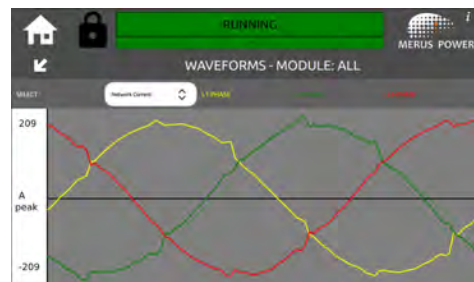 RUNNING
i
MERUS POWER
WAVEFORMS - MODULE: ALL
SELECT
Network Current
L1 PHASE
209
A
peak
-209